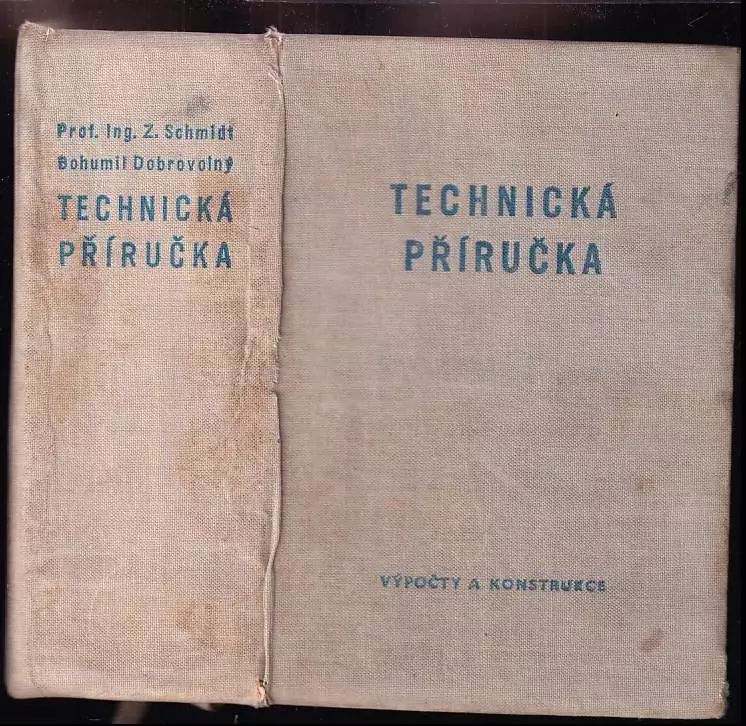 Prof. Ing. Z. Schmidt
Bohumil Dobrovolný
TECHNICKÁ
PŘÍRUČKA
TECHNICKÁ
PŘÍRUČKA
VÝPOČTY A KONSTRUKCE